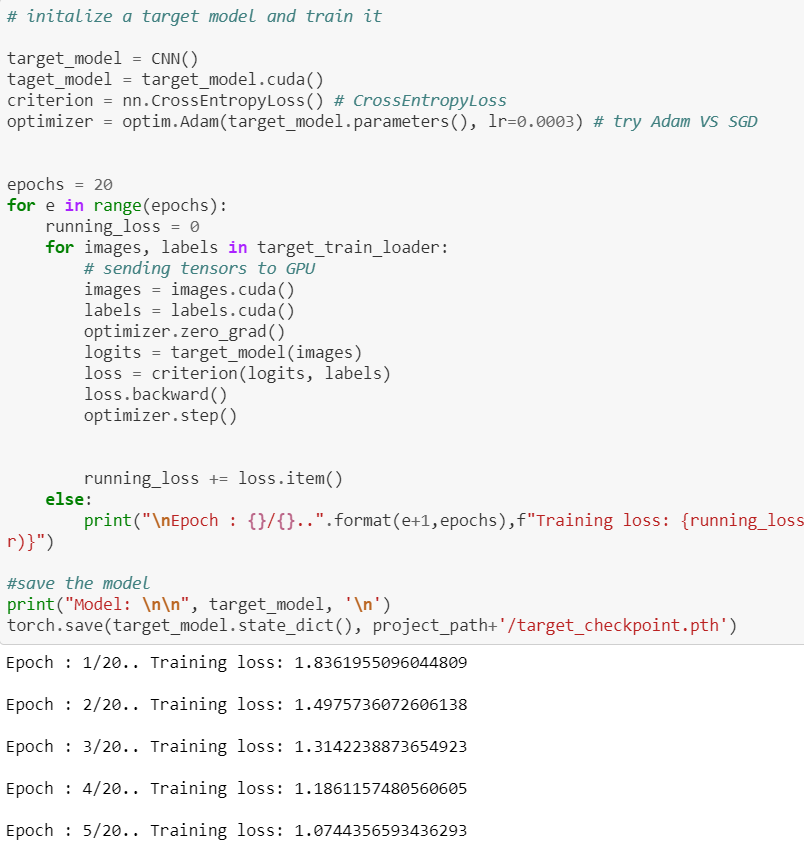 # initalize a target model and train it
target_model = CNN()
taget_model = target_model.cuda()
criterion = nn.CrossEntropyLoss() # CrossEntropyLoss
optimizer = optim.Adam(target_model.parameters(), lr=0.0003) # try Adam VS SGD
epochs = 20
for e in range(epochs):
    running_loss = 0
    for images, labels in target_train_loader:
        # sending tensors to GPU
        images = images.cuda()
        labels = labels.cuda()
        optimizer.zero_grad()
        logits = target_model(images)
        loss = criterion(logits, labels)
        loss.backward()
        optimizer.step()
        running_loss += loss.item()
    else:
        print("\nEpoch : {}/{}..".format(e+1,epochs),f"Training loss: {running_loss
r)}")
#save the model
print("Model: \n\n", target_model, '\n')
torch.save(target_model.state_dict(), project_path+'/target_checkpoint.pth')
Epoch : 1/20.. Training loss: 1.8361955096044809
Epoch : 2/20.. Training loss: 1.4975736072606138
Epoch : 3/20.. Training loss: 1.3142238873654923
Epoch : 4/20.. Training loss: 1.1861157480560605
Epoch : 5/20.. Training loss: 1.0744356593436293